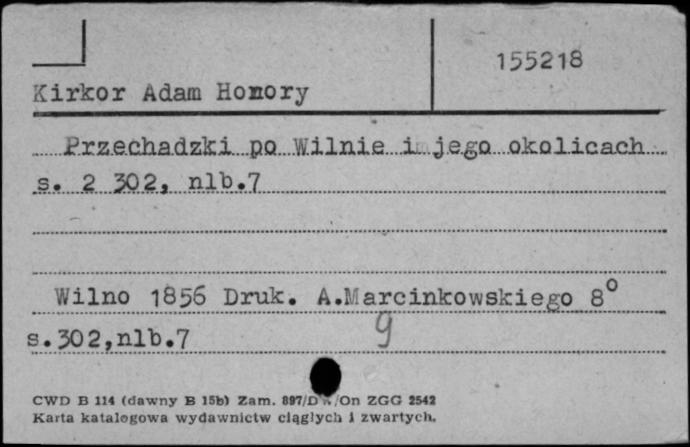 155218
Kirkor Adam Honory
Przechadzki po Wilnie i jego okolicach
s. 2 302, nlb.7
Wilno 1856 Druk. A.Marcinkowskiego 8°
s.302,nlb.7
9
CWD B 114 (dawny B 15b) Zam. 897/D /On ZGG 2542
Karta katalogowa wydawnictw ciągłych i zwartych.